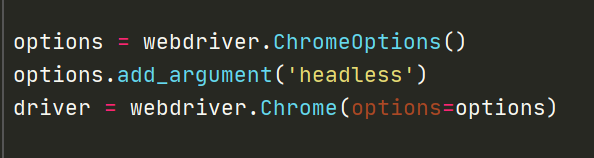 options = webdriver.ChromeOptions()
options.add_argument('headless')
driver = webdriver.Chrome(options=options)